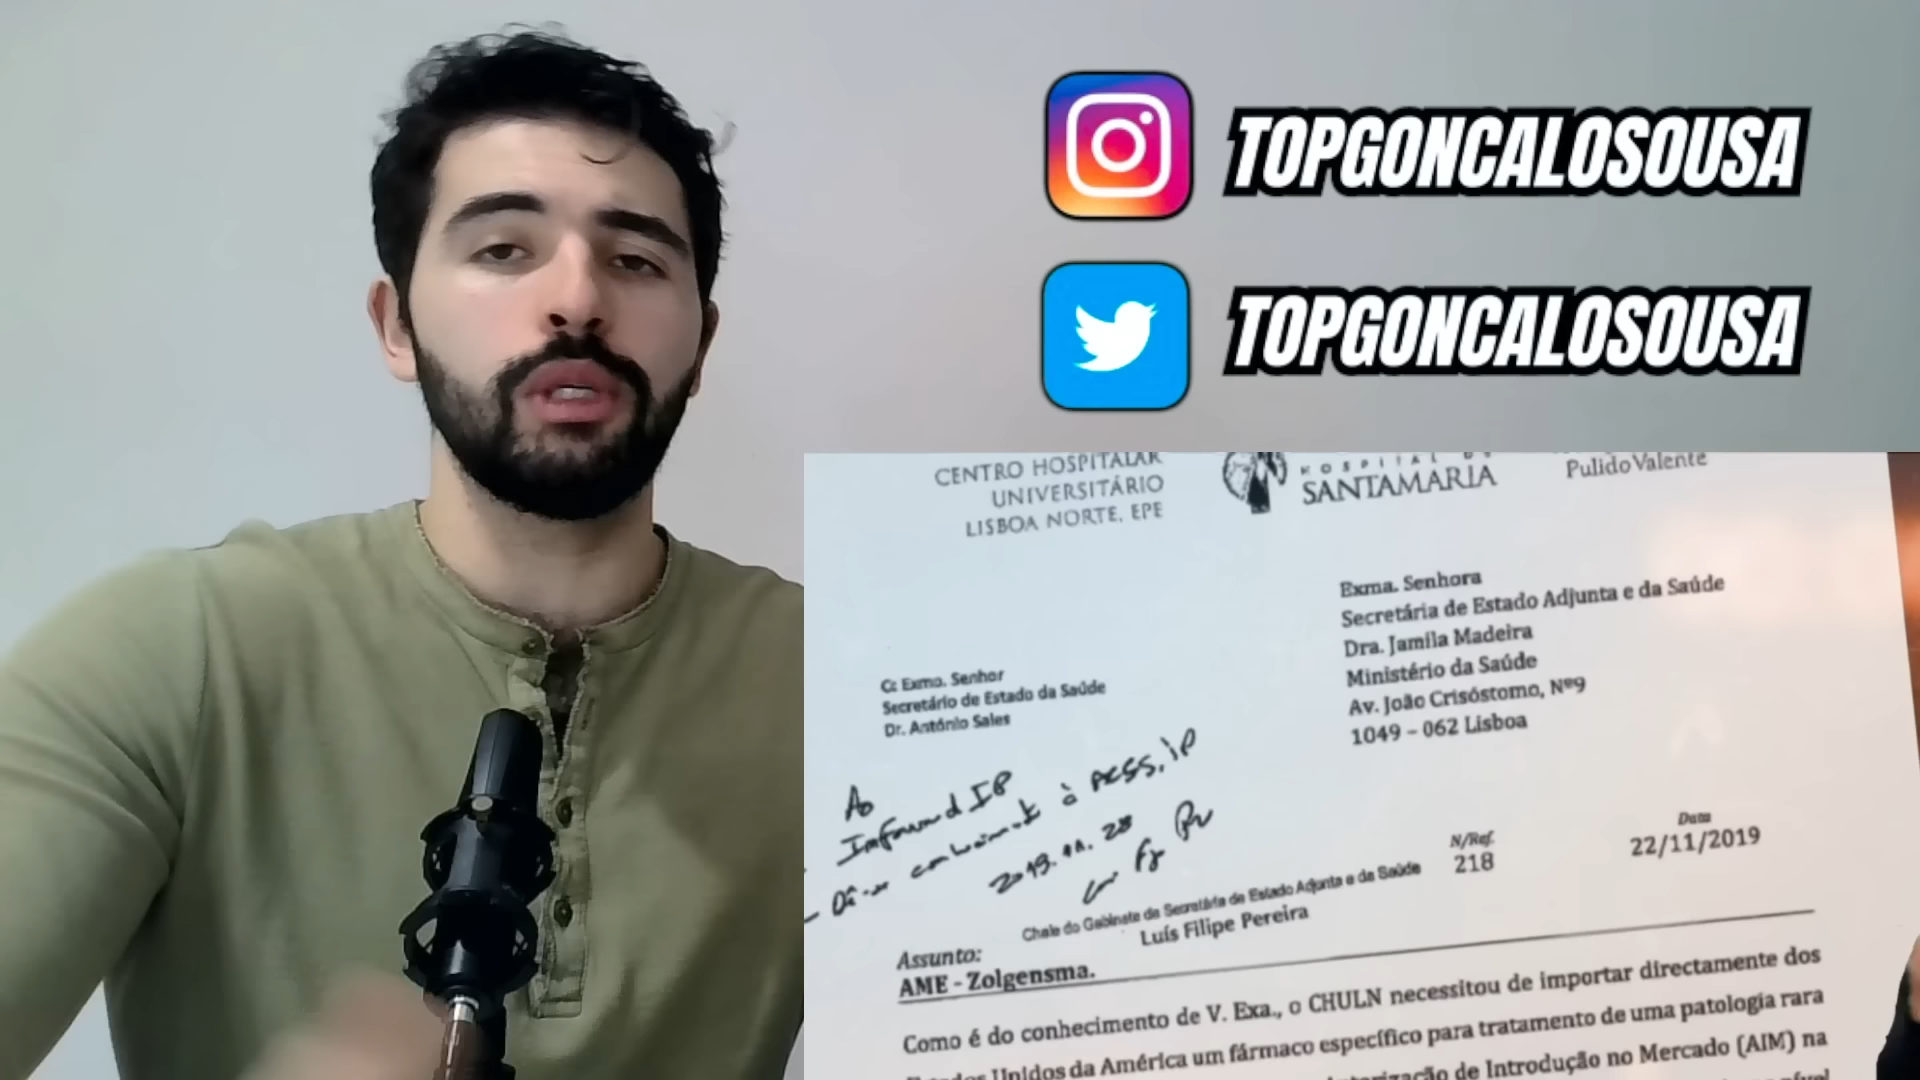 TOPGONCALOSOUSA
TOPGONCALOSOUSA
CENTRO HOSPITALAR
UNIVERSITÁRIO
LISBOA NORTE, EPE
HOSPITAL DE
SANTAMARIA
Pulido Valente
Exma. Senhora
Secretária de Estado Adjunta e da Saúde
Dra. Jamila Madeira
Ministério da Saúde
Av. João Crisóstomo, Nº9
1049 – 062 Lisboa
Cc Exmo. Senhor
Secretário de Estado da Saúde
Dr. António Sales
Ao
Infarmed IP
à ACSS, IP
2019.11.28
Chefe do Gabinete da Secretária de Estado Adjunta e da Saúde
Luís Filipe Pereira
N/Ref.
218
Data
22/11/2019
Assunto:
AME - Zolgensma.
Como é do conhecimento de V. Exa., o CHULN necessitou de importar directamente dos
Unidos da América um fármaco específico para tratamento de uma patologia rara
de Introdução no Mercado (AIM) na